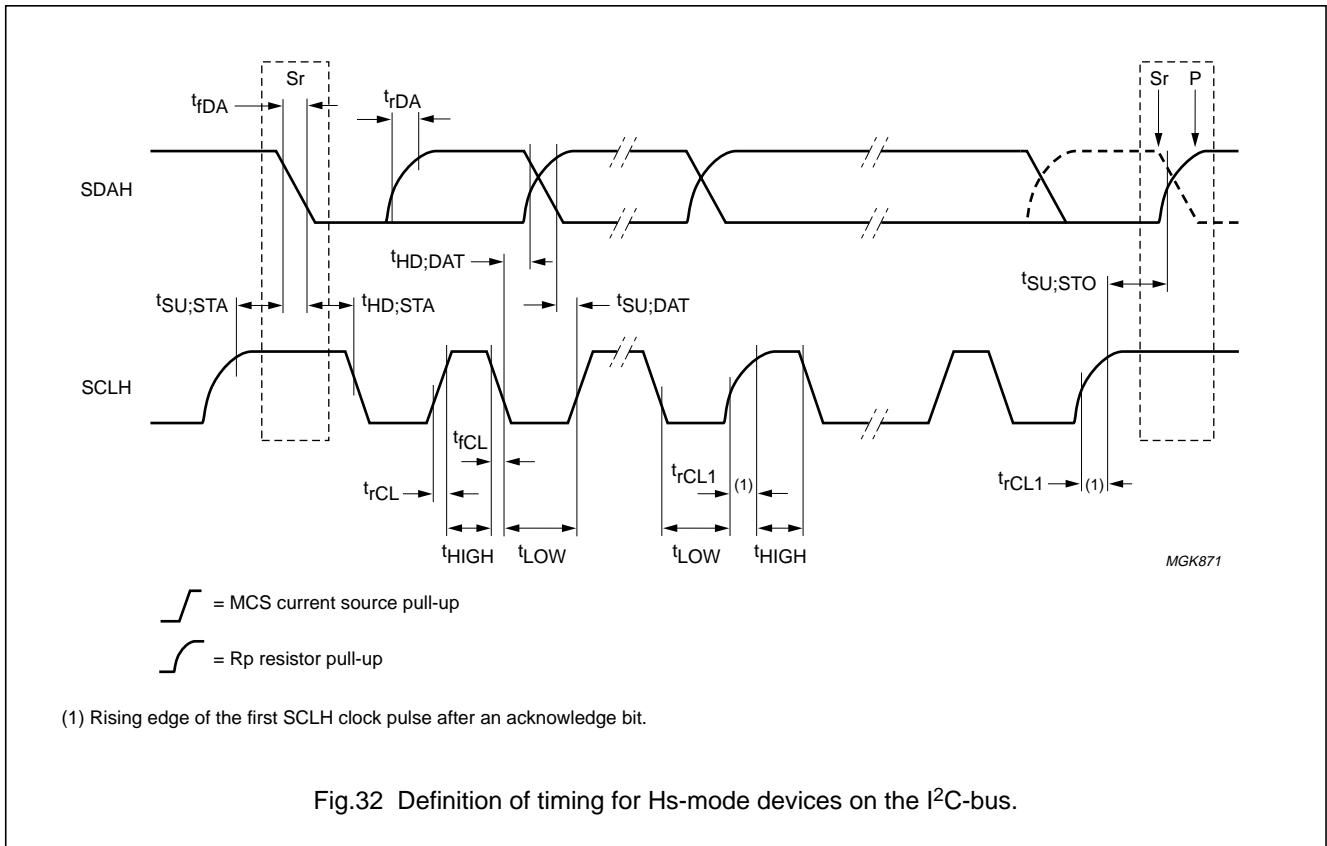 Sr
Sr P
tfDA
trDA
SDAH
tHD;DAT
tSU;STO
tSU;STA
tHD;STA
tSU;DAT
SCLH
tfCL
trCL1
(1)
trCL1
(1)
trCL
tHIGH
tLOW
tLOW
tHIGH
MGK871
= MCS current source pull-up
= Rp resistor pull-up
(1) Rising edge of the first SCLH clock pulse after an acknowledge bit.
Fig.32 Definition of timing for Hs-mode devices on the I²C-bus.